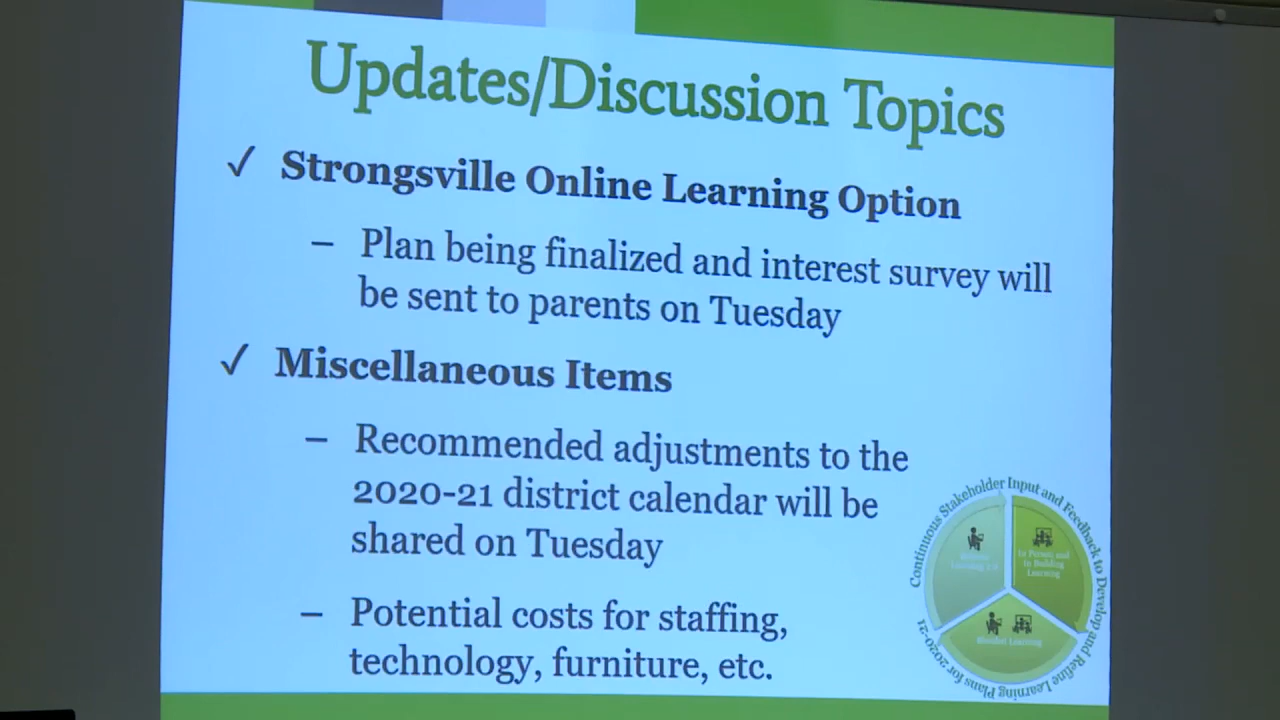 Updates/Discussion Topics
✓ Strongsville Online Learning Option
– Plan being finalized and interest survey will
be sent to parents on Tuesday
✓ Miscellaneous Items
– Recommended adjustments to the
2020-21 district calendar will be
shared on Tuesday
– Potential costs for staffing,
technology, furniture, etc.
Continuous Stakeholder Input and Feedback to Develop and Refine Learning Plans for 2020-21
In Person and
In Building
Learning
Blended Learning